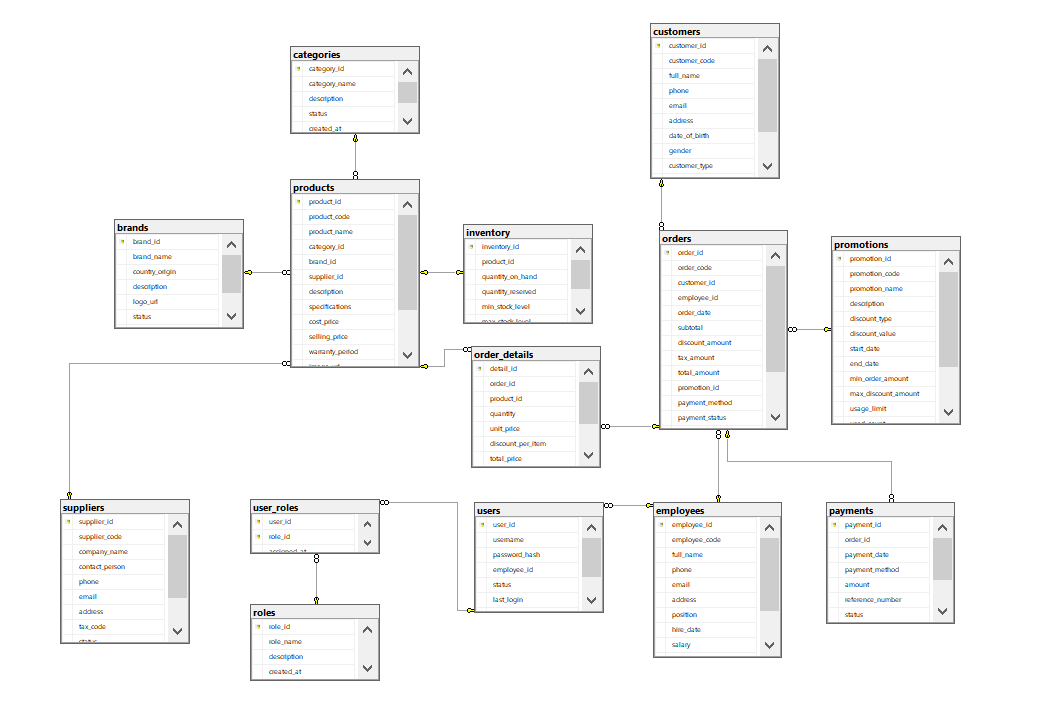 customers
customer_id
customer_code
full_name
phone
email
address
date_of_birth
gender
customer_type
categories
category_id
category_name
description
status
created_at
products
product_id
product_code
product_name
category_id
brand_id
supplier_id
description
specifications
cost_price
selling_price
warranty_period
image_url
brands
brand_id
brand_name
country_origin
description
logo_url
status
inventory
inventory_id
product_id
quantity_on_hand
quantity_reserved
min_stock_level
max_stock_level
orders
order_id
order_code
customer_id
employee_id
order_date
subtotal
discount_amount
tax_amount
total_amount
promotion_id
payment_method
payment_status
promotions
promotion_id
promotion_code
promotion_name
description
discount_type
discount_value
start_date
end_date
min_order_amount
max_discount_amount
usage_limit
used_count
order_details
detail_id
order_id
product_id
quantity
unit_price
discount_per_item
total_price
suppliers
supplier_id
supplier_code
company_name
contact_person
phone
email
address
tax_code
status
user_roles
user_id
role_id
assigned_at
users
user_id
username
password_hash
employee_id
status
last_login
employees
employee_id
employee_code
full_name
phone
email
address
position
hire_date
salary
payments
payment_id
order_id
payment_date
payment_method
amount
reference_number
status
roles
role_id
role_name
description
created_at